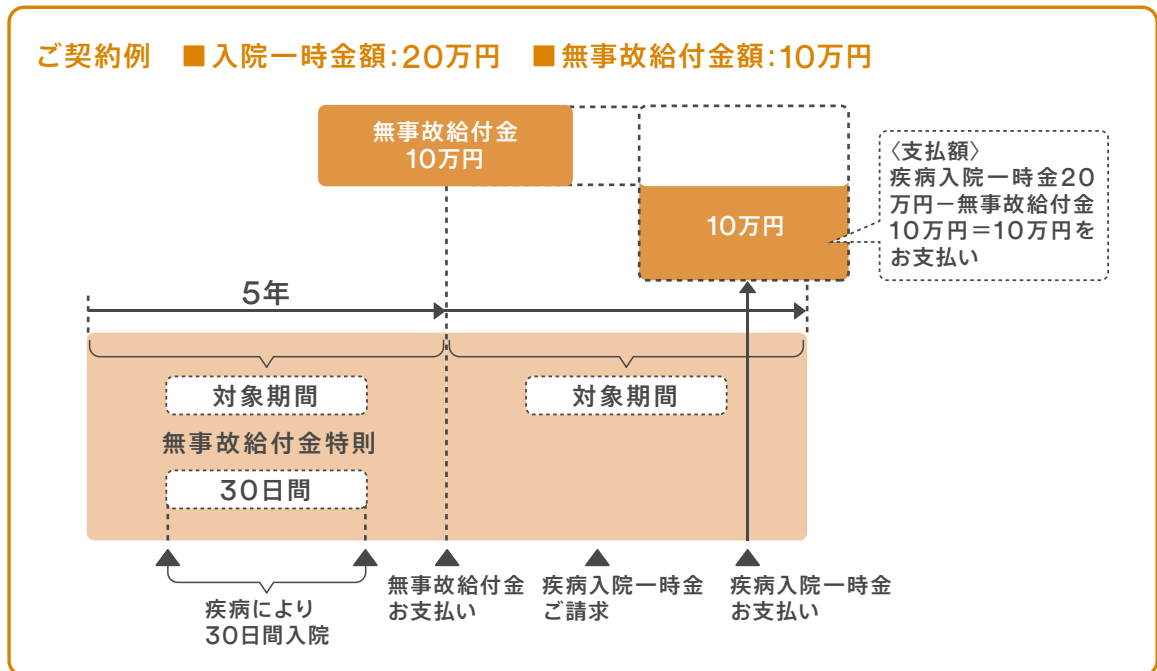 ご契約例 ■入院一時金額:20万円 ■無事故給付金額:10万円
無事故給付金
10万円
10万円
〈支払額〉
疾病入院一時金20
万円－無事故給付金
10万円＝10万円を
お支払い
5年
対象期間
対象期間
無事故給付金特則
30日間
疾病により
30日間入院
無事故給付金
お支払い
疾病入院一時金
ご請求
疾病入院一時金
お支払い